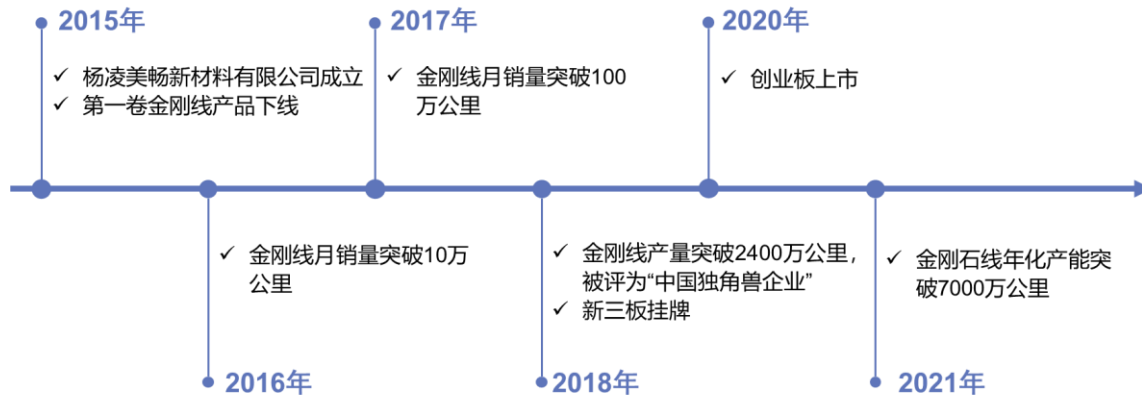 2015年
✓ 杨凌美畅新材料有限公司成立
✓ 第一卷金刚线产品下线
2016年
✓ 金刚线月销量突破10万
公里
2017年
✓ 金刚线月销量突破100
万公里
2018年
✓ 金刚线产量突破2400万公里，
被评为“中国独角兽企业”
✓ 新三板挂牌
2020年
✓ 创业板上市
2021年
✓ 金刚石线年化产能突
破7000万公里